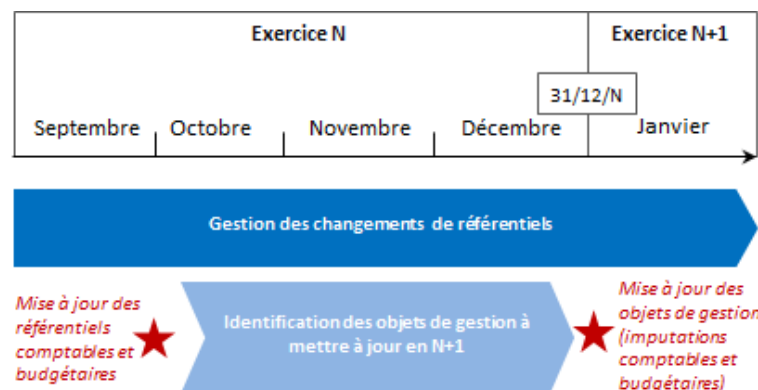 Exercice N
Exercice N+1
31/12/N
Septembre
Octobre
Novembre
Décembre
Janvier
Gestion des changements de référentiels
Mise à jour des
référentiels
comptables et
budgétaires
Identification des objets de gestion à
mettre à jour en N+1
Mise à jour des
objets de gestion
(imputations
comptables et
budgétaires)